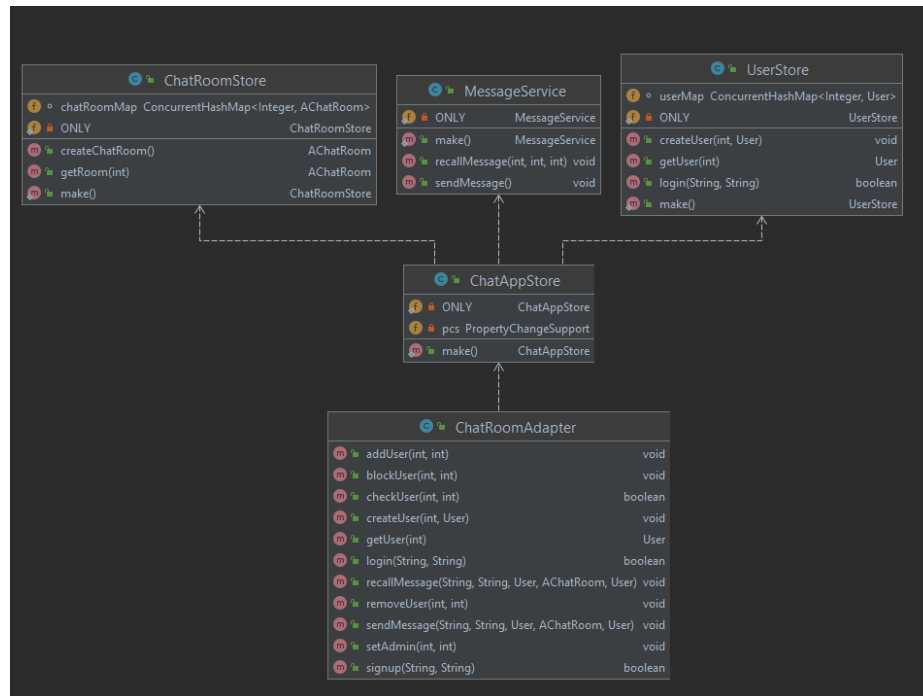 ChatRoomStore
chatRoomMap ConcurrentHashMap<Integer, AChatRoom>
ONLY ChatRoomStore
createChatRoom() AChatRoom
getRoom(int) AChatRoom
make() ChatRoomStore
MessageService
ONLY MessageService
make() MessageService
recallMessage(int, int, int) void
sendMessage() void
UserStore
userMap ConcurrentHashMap<Integer, User>
ONLY UserStore
createUser(int, User) void
getUser(int) User
login(String, String) boolean
make() UserStore
ChatAppStore
ONLY ChatAppStore
pcs PropertyChangeSupport
make() ChatAppStore
ChatRoomAdapter
addUser(int, int) void
blockUser(int, int) void
checkUser(int, int) boolean
createUser(int, User) void
getUser(int) User
login(String, String) boolean
recallMessage(String, String, User, AChatRoom, User) void
removeUser(int, int) void
sendMessage(String, String, User, AChatRoom, User) void
setAdmin(int, int) void
signup(String, String) boolean